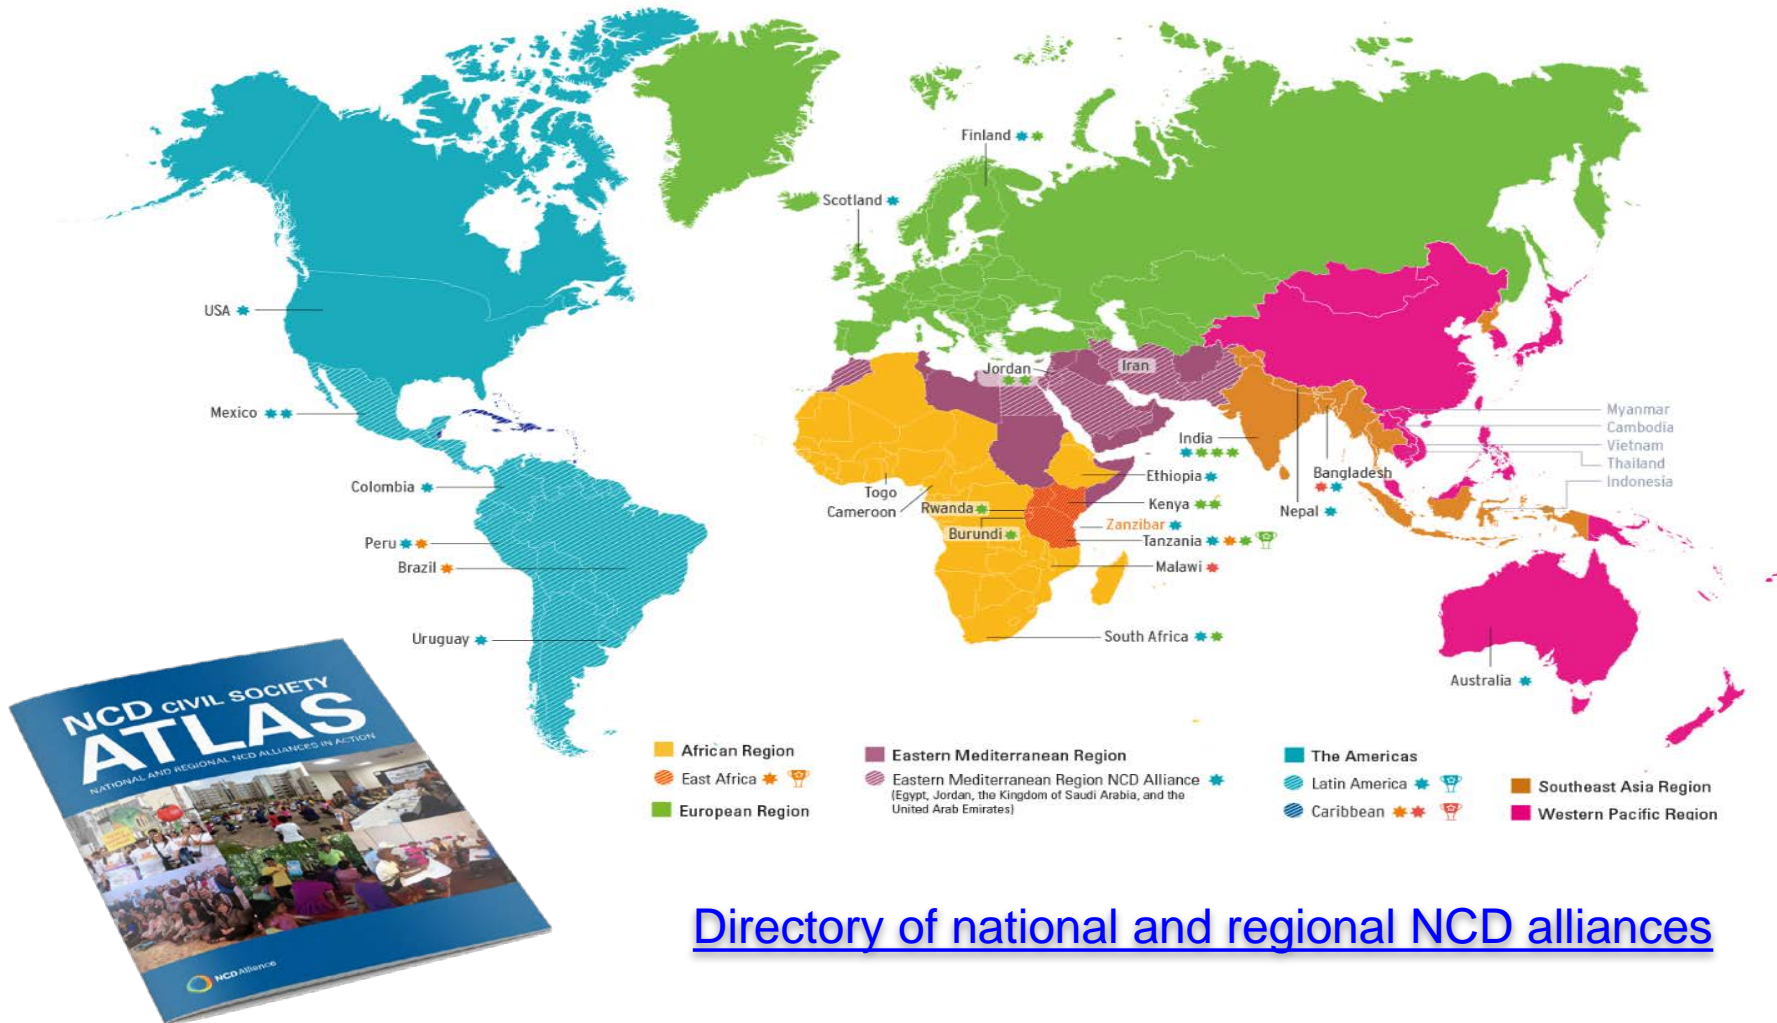 Finland
Scotland
USA
Jordan
Iran
Mexico
Myanmar
Cambodia
India
Vietnam
Thailand
Bangladesh
Ethiopia
Indonesia
Colombia
Togo
Kenya
Rwanda
Cameroon
Nepal
Zanzibar
Burundi
Tanzania
Peru
Brazil
Malawi
South Africa
Uruguay
Australia
NCD CIVIL SOCIETY
ATLAS
NATIONAL AND REGIONAL NCD ALLIANCES IN ACTION
NCD Alliance
African Region
East Africa
European Region
Eastern Mediterranean Region
Eastern Mediterranean Region NCD Alliance
(Egypt, Jordan, the Kingdom of Saudi Arabia, and the
United Arab Emirates)
The Americas
Latin America
Caribbean
Southeast Asia Region
Western Pacific Region
Directory of national and regional NCD alliances